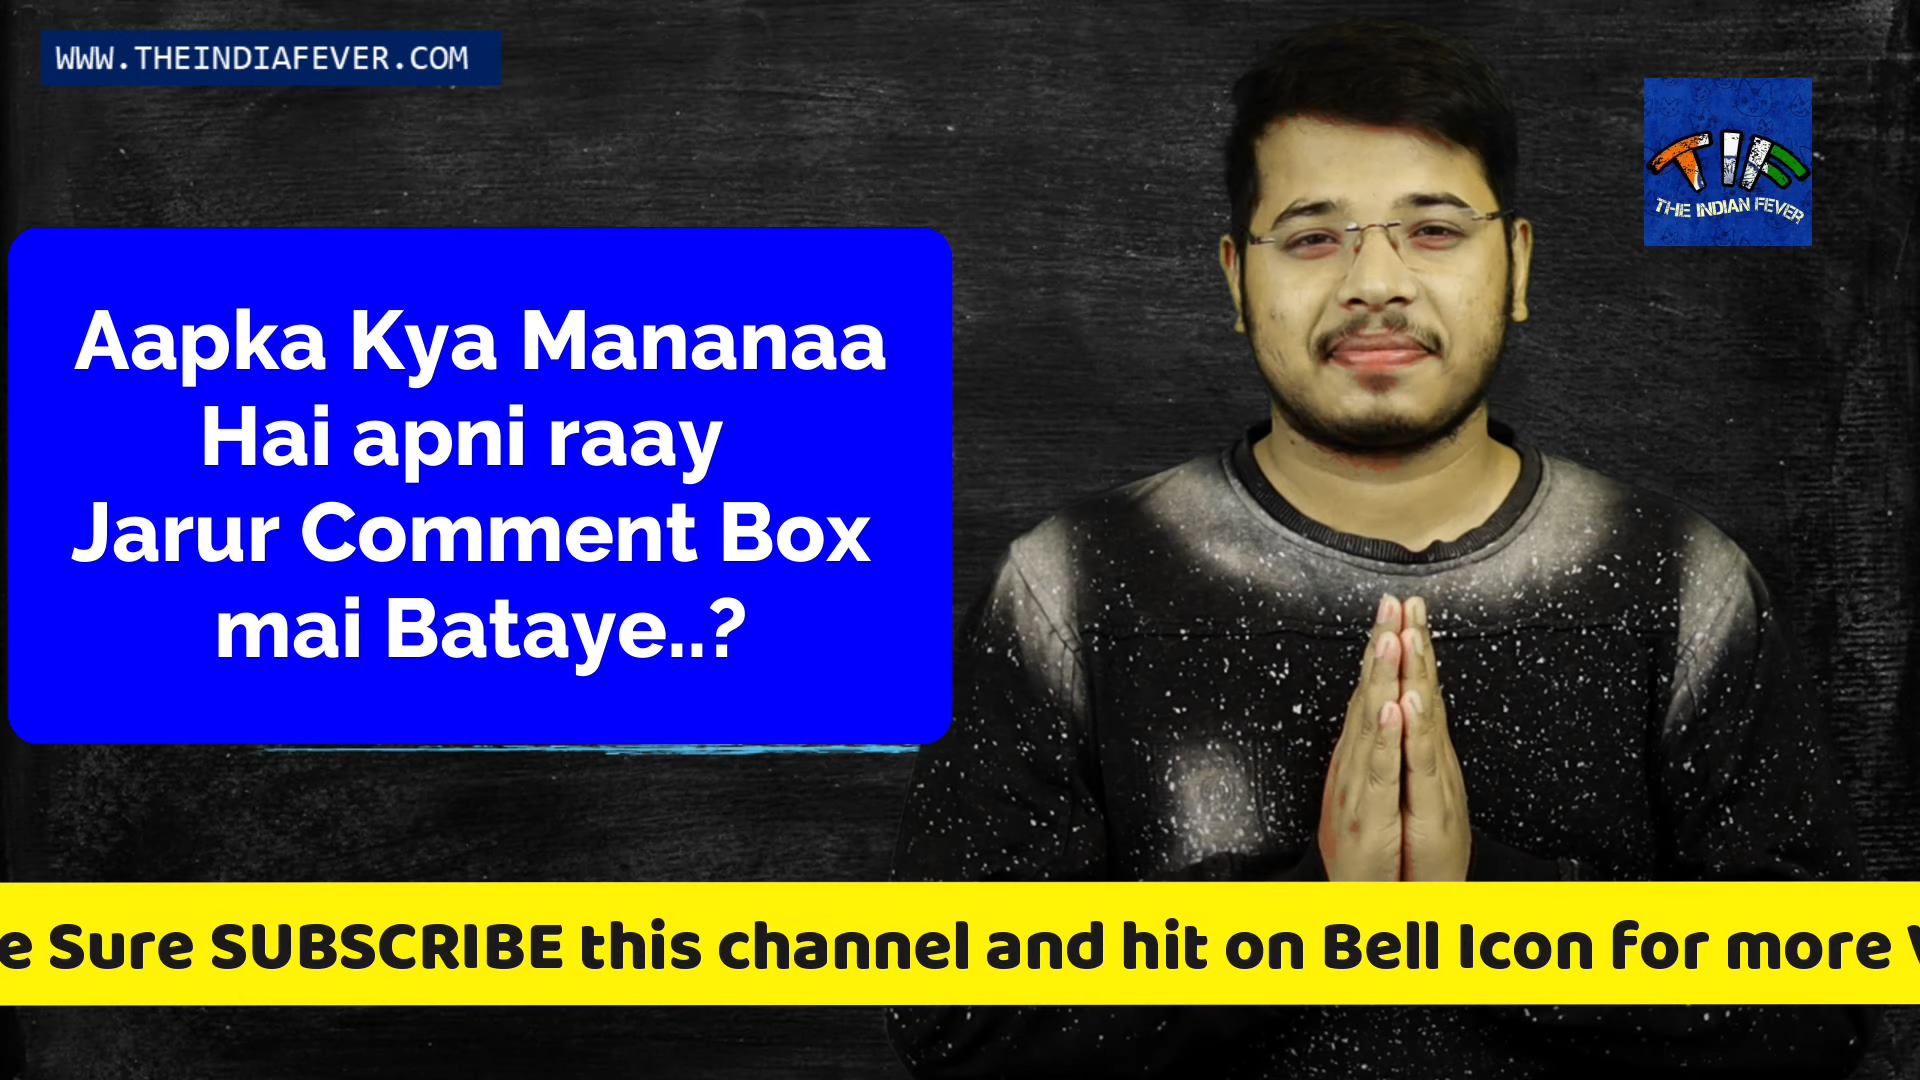 WWW.THEINDIAFEVER.COM
TIF
THE INDIAN FEVER
Aapka Kya Mananaa
Hai apni raay
Jarur Comment Box
mai Bataye..?
e Sure SUBSCRIBE this channel and hit on Bell Icon for more V